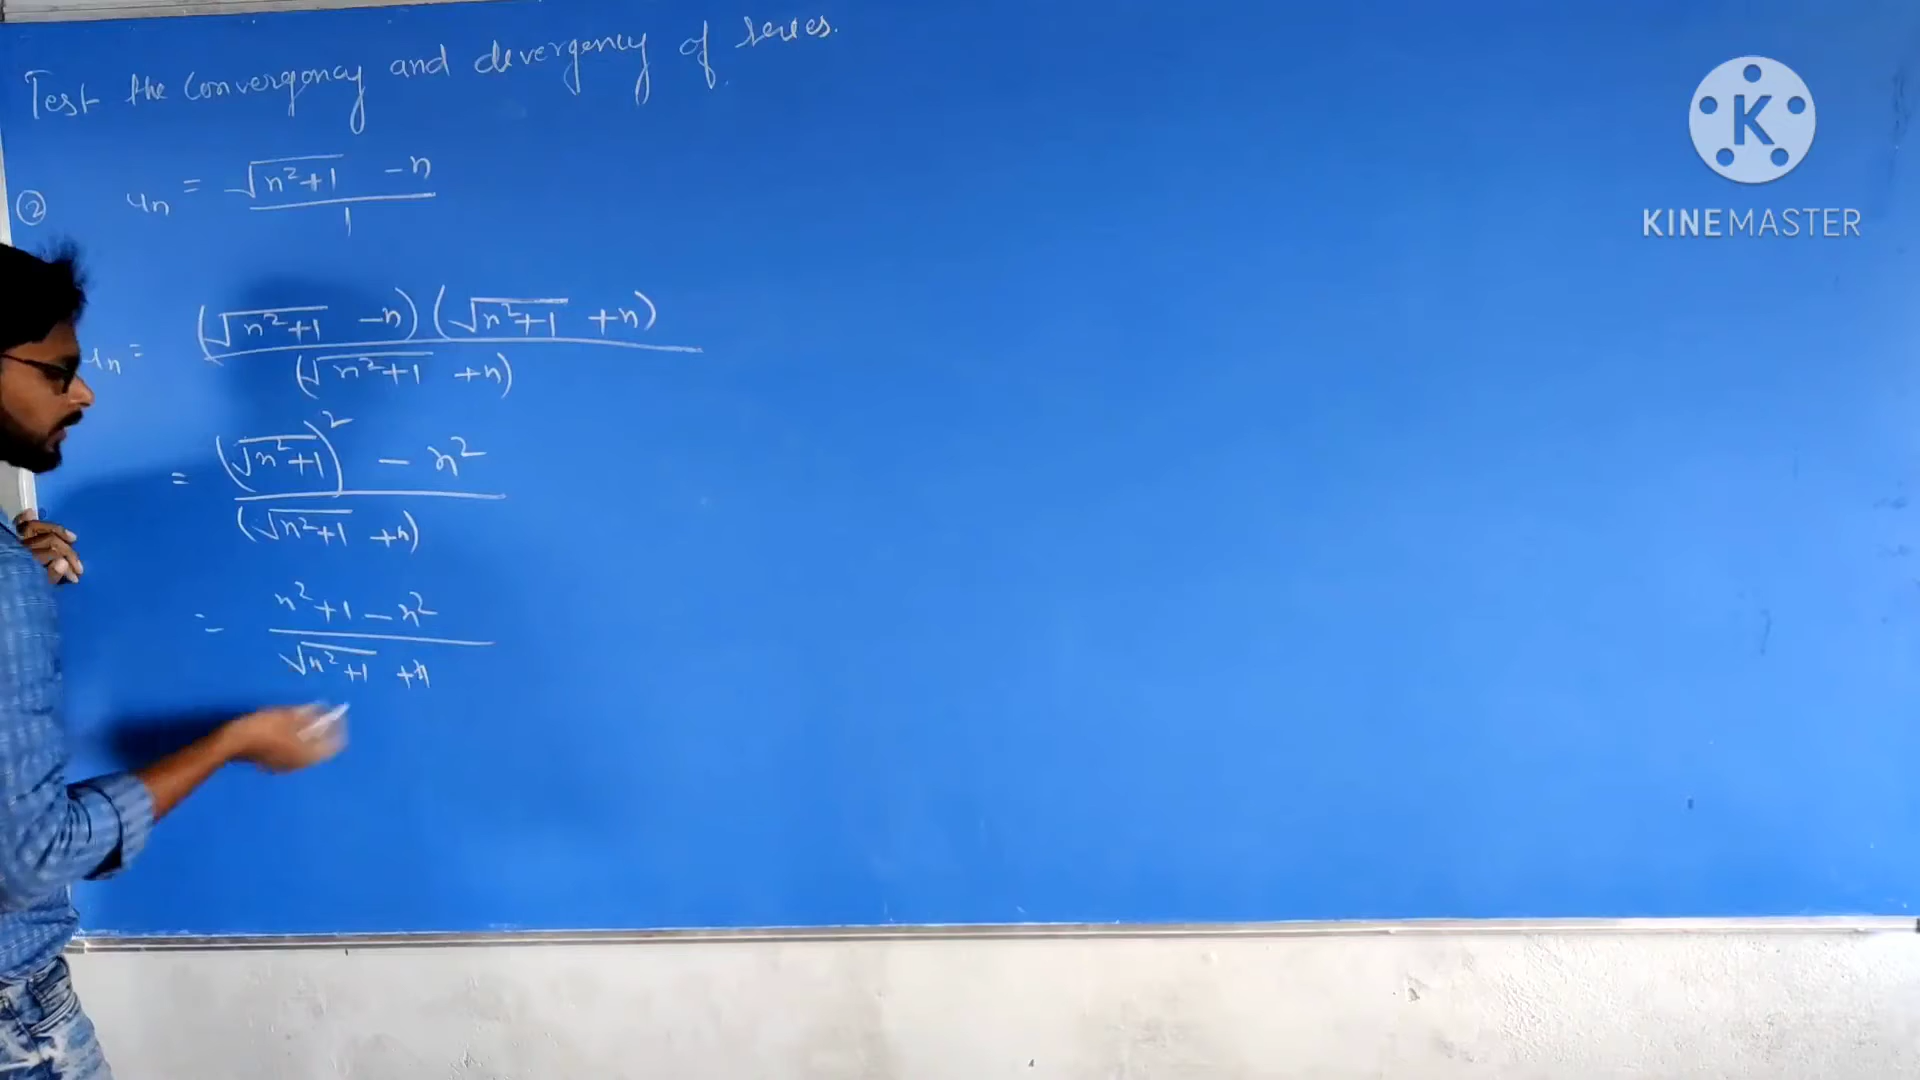 Test the convergency and devergency of series.
② un = √(n²+1) - n / 1
un = (√(n²+1) - n) (√(n²+1) + n) / (√(n²+1) + n)
= (√(n²+1))² - n² / (√(n²+1) + n)
= n²+1 - n² / √(n²+1) + n
K
KINEMASTER